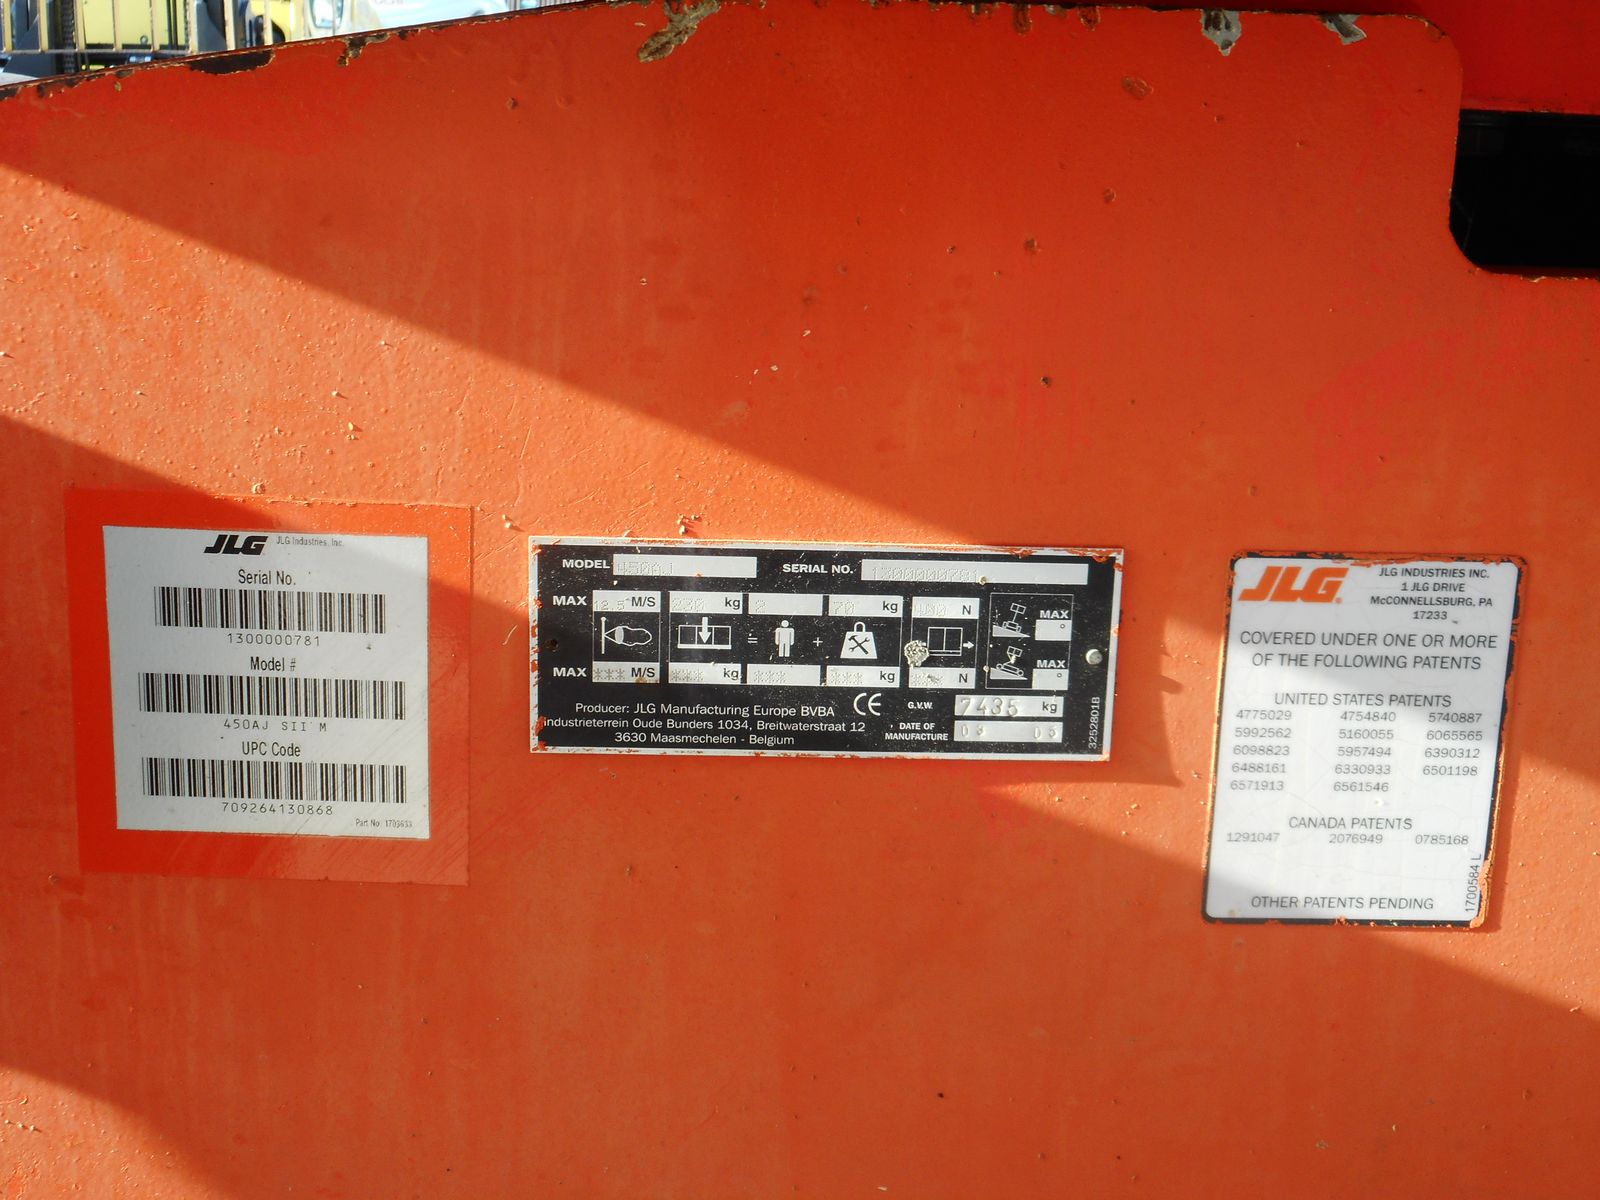 JLG JLG Industries, Inc.
Serial No.
1300000781
Model #
450AJ SII M
UPC Code
709264130868
Part No. 1703633
MODEL 450AJ SERIAL NO. 1300000781
MAX 12.5 M/S 230 kg 2 70 kg 400 N MAX °
= +
MAX *** M/S *** kg *** *** kg *** N MAX °
Producer: JLG Manufacturing Europe BVBA CE G.V.W. 7435 kg
Industrieterrein Oude Bunders 1034, Breitwaterstraat 12 DATE OF
3630 Maasmechelen - Belgium MANUFACTURE 03 05
3252801B
JLG JLG INDUSTRIES INC.
1 JLG DRIVE
McCONNELLSBURG, PA
17233
COVERED UNDER ONE OR MORE
OF THE FOLLOWING PATENTS
UNITED STATES PATENTS
4775029 4754840 5740887
5992562 5160055 6065565
6098823 5957494 6390312
6488161 6330933 6501198
6571913 6561546
CANADA PATENTS
1291047 2076949 0785168
OTHER PATENTS PENDING
1700584 L